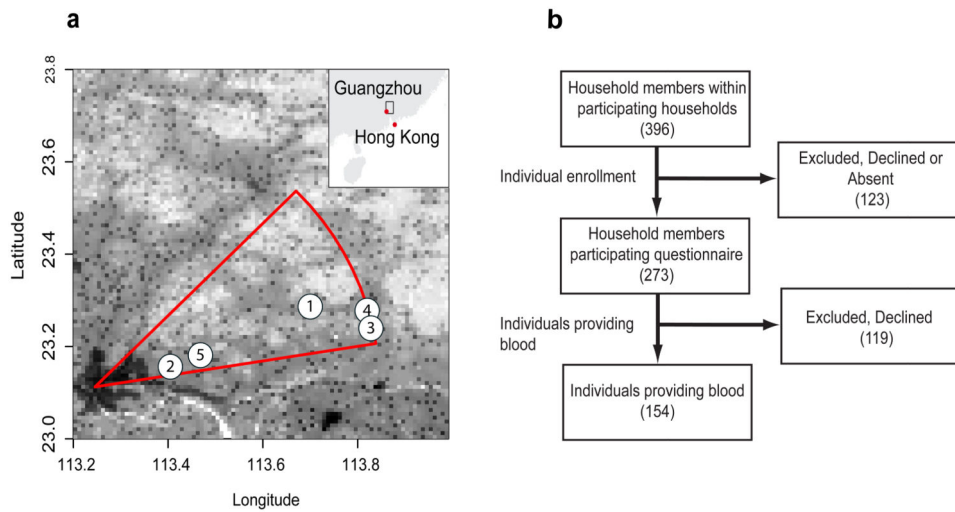 a
23.8
23.6
23.4
23.2
23.0
Latitude
113.2
113.4
113.6
113.8
Longitude
Guangzhou
Hong Kong
1
2
3
4
5
b
Household members within
participating households
(396)
Individual enrollment
Excluded, Declined or
Absent
(123)
Household members
participating questionnaire
(273)
Individuals providing
blood
Excluded, Declined
(119)
Individuals providing blood
(154)